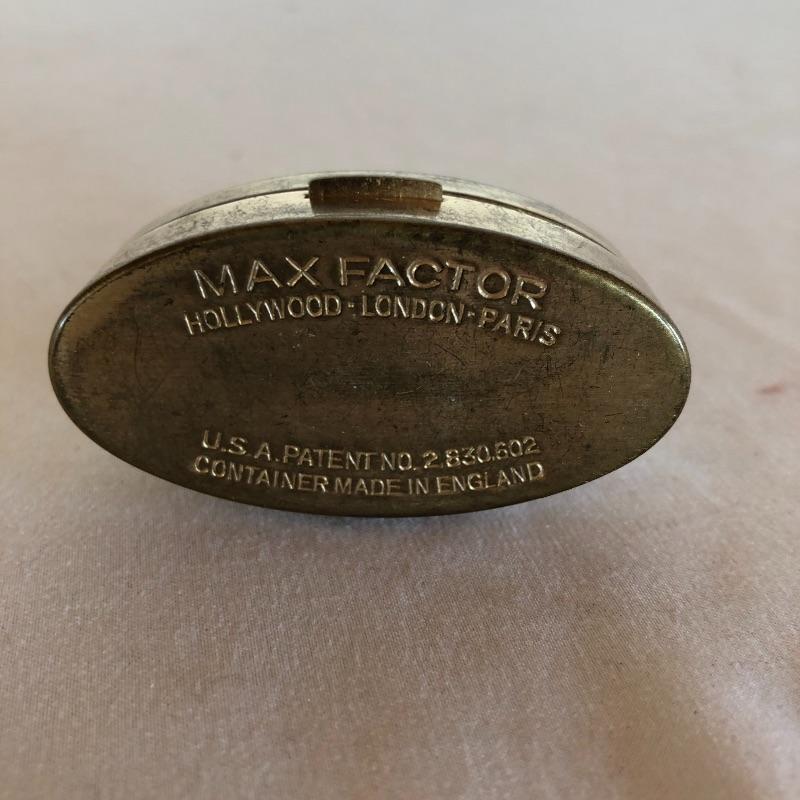 MAX FACTOR
HOLLYWOOD - LONDON - PARIS
U.S.A. PATENT NO. 2,830,602
CONTAINER MADE IN ENGLAND